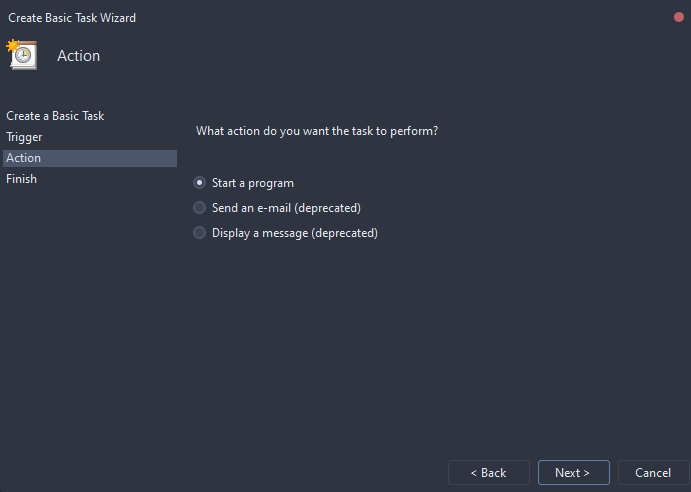 Create Basic Task Wizard
Action
Create a Basic Task
Trigger
Action
Finish
What action do you want the task to perform?
Start a program
Send an e-mail (deprecated)
Display a message (deprecated)
< Back
Next >
Cancel